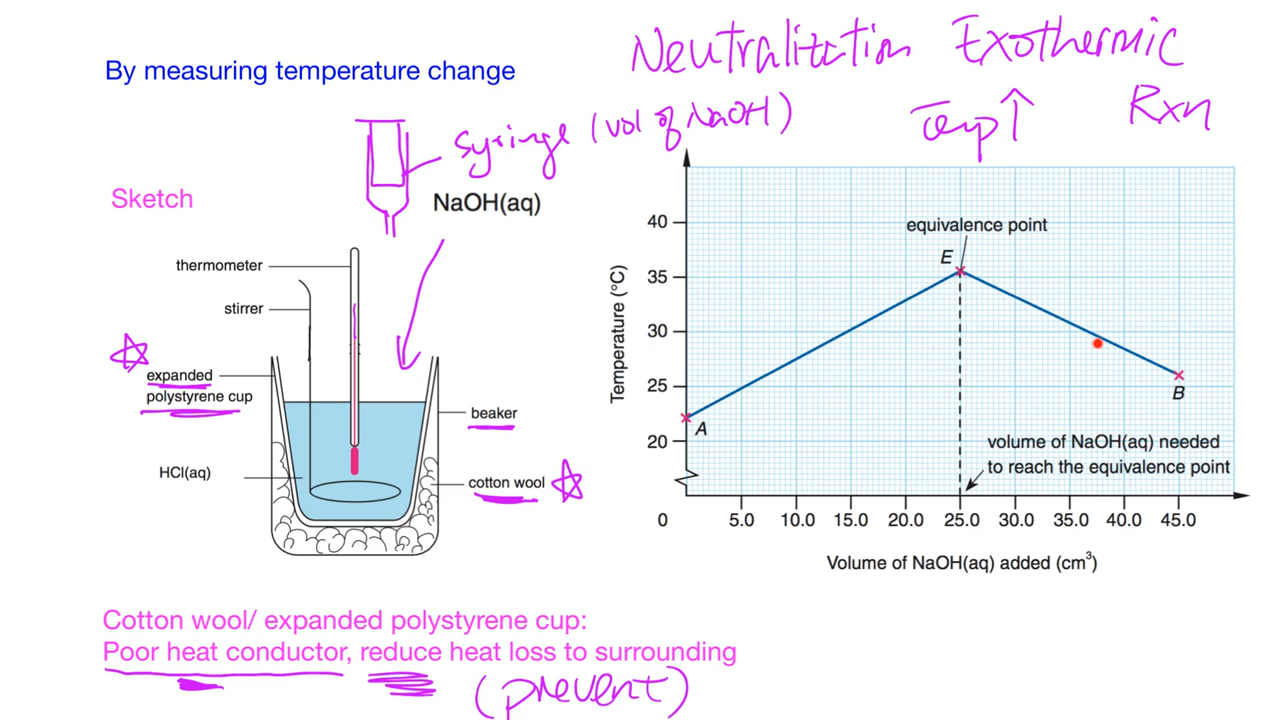 By measuring temperature change
Neutralization Exothermic
Rxn
Temp↑
Syringe (vol of NaOH)
Sketch
NaOH(aq)
thermometer
stirrer
expanded
polystyrene cup
beaker
HCl(aq)
cotton wool
Temperature (°C)
40
35
30
25
20
equivalence point
E
A
B
volume of NaOH(aq) needed
to reach the equivalence point
0 5.0 10.0 15.0 20.0 25.0 30.0 35.0 40.0 45.0
Volume of NaOH(aq) added (cm³)
Cotton wool/ expanded polystyrene cup:
Poor heat conductor, reduce heat loss to surrounding
(prevent)